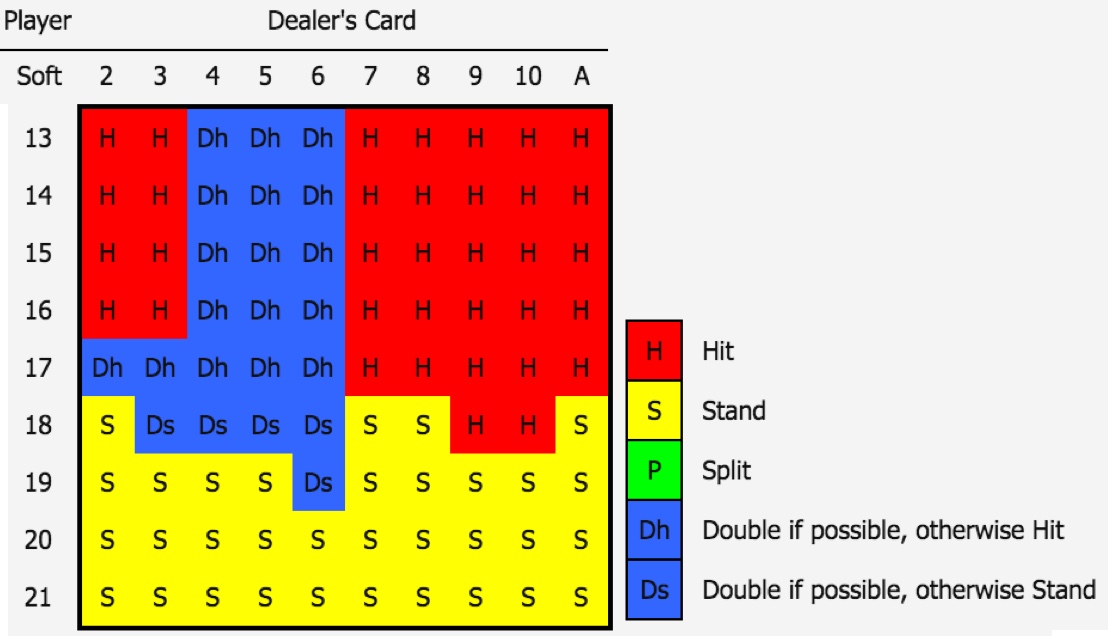 Player Dealer's Card
Soft 2 3 4 5 6 7 8 9 10 A
13 H H Dh Dh Dh H H H H H
14 H H Dh Dh Dh H H H H H
15 H H Dh Dh Dh H H H H H
16 H H Dh Dh Dh H H H H H
H Hit
17 Dh Dh Dh Dh Dh H H H H H
18 S Ds Ds Ds Ds S S H H S
S Stand
P Split
19 S S S S Ds S S S S S
20 S S S S S S S S S S
Dh Double if possible, otherwise Hit
21 S S S S S S S S S S
Ds Double if possible, otherwise Stand